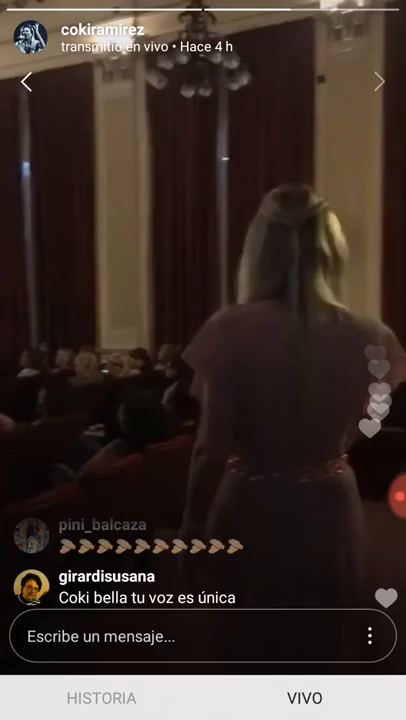 cokiramirez
transmitió en vivo • Hace 4 h
pini_balcaza
girardisusana
Coki bella tu voz es única
Escribe un mensaje...
HISTORIA
VIVO